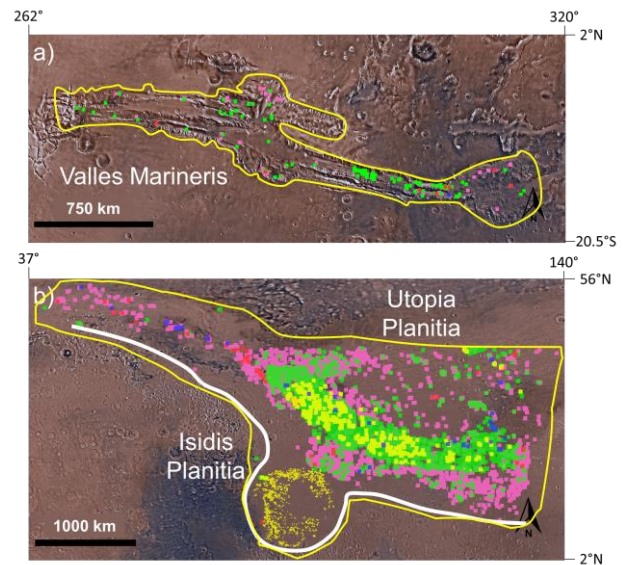 262°
320°
2°N
a)
Valles Marineris
750 km
20.5°S
37°
140°
56°N
b)
Utopia
Planitia
Isidis
Planitia
1000 km
N
2°N